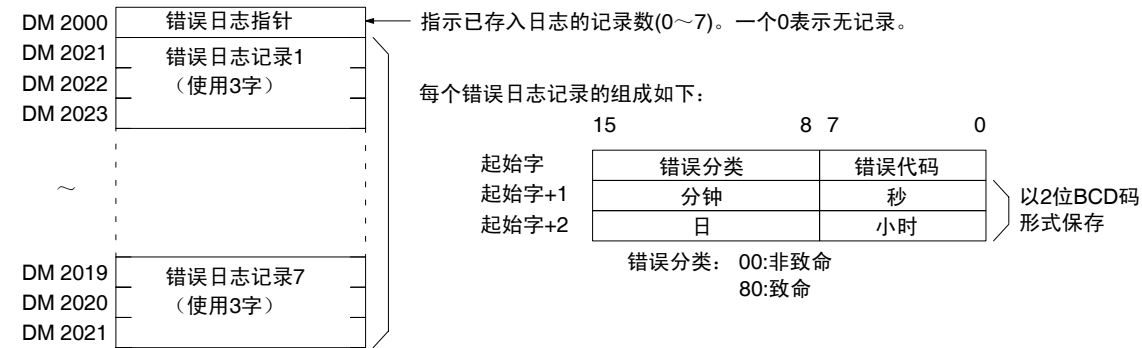 DM 2000 错误日志指针 指示已存入日志的记录数(0～7)。一个0表示无记录。
DM 2021 错误日志记录1
DM 2022 （使用3字）
DM 2023
～
DM 2019 错误日志记录7
DM 2020 （使用3字）
DM 2021
每个错误日志记录的组成如下：
15 8 7 0
起始字 错误分类 错误代码
起始字+1 分钟 秒
起始字+2 日 小时
以2位BCD码
形式保存
错误分类： 00:非致命
80:致命